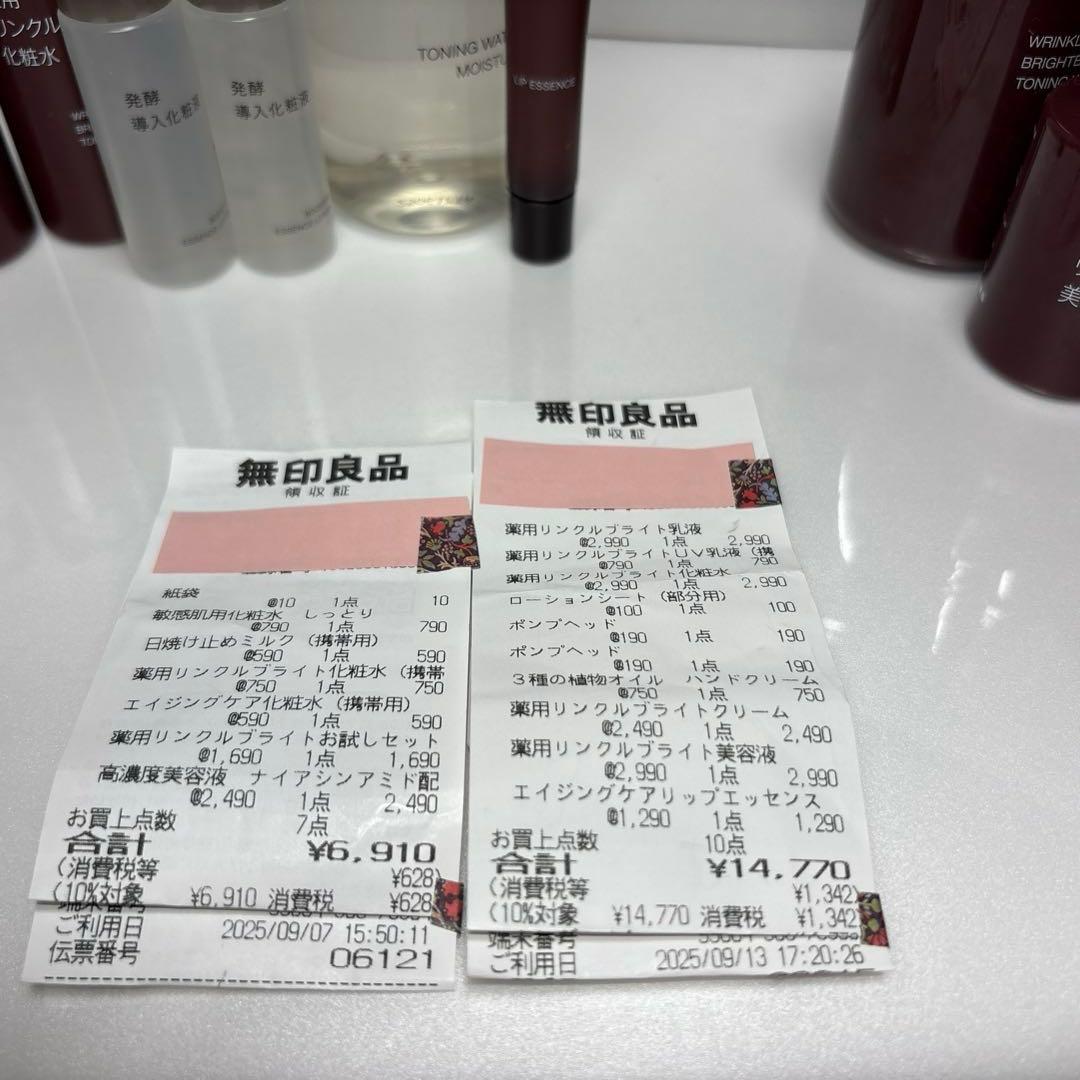 リンクル
化粧水
発酵
導入化粧液
発酵
導入化粧液
TONING WAT
MOISTU
LIP ESSENCE
WRINKL
BRIGHTE
TONING
美
無印良品
領収証
紙袋
@10 1点 10
敏感肌用化粧水 しっとり
@790 1点 790
日焼け止めミルク(携帯用)
@590 1点 590
薬用リンクルブライト化粧水(携帯
@750 1点 750
エイジングケア化粧水(携帯用)
@590 1点 590
薬用リンクルブライトお試しセット
@1,690 1点 1,690
高濃度美容液 ナイアシンアミド配
@2,490 1点 2,490
お買上点数 7点
合計 ¥6,910
(消費税等 ¥628)
(10%対象 ¥6,910 消費税 ¥628)
ご利用日 2025/09/07 15:50:11
伝票番号 06121
無印良品
領収証
薬用リンクルブライト乳液
@2,990 1点 2,990
薬用リンクルブライトUV乳液(携
@790 1点 790
薬用リンクルブライト化粧水
@2,990 1点 2,990
ローションシート(部分用)
@100 1点 100
ポンプヘッド
@190 1点 190
ポンプヘッド
@190 1点 190
3種の植物オイル ハンドクリーム
@750 1点 750
薬用リンクルブライトクリーム
@2,490 1点 2,490
薬用リンクルブライト美容液
@2,990 1点 2,990
エイジングケアリップエッセンス
@1,290 1点 1,290
お買上点数 10点
合計 ¥14,770
(消費税等 ¥1,342)
(10%対象 ¥14,770 消費税 ¥1,342)
端末番号
ご利用日 2025/09/13 17:20:26